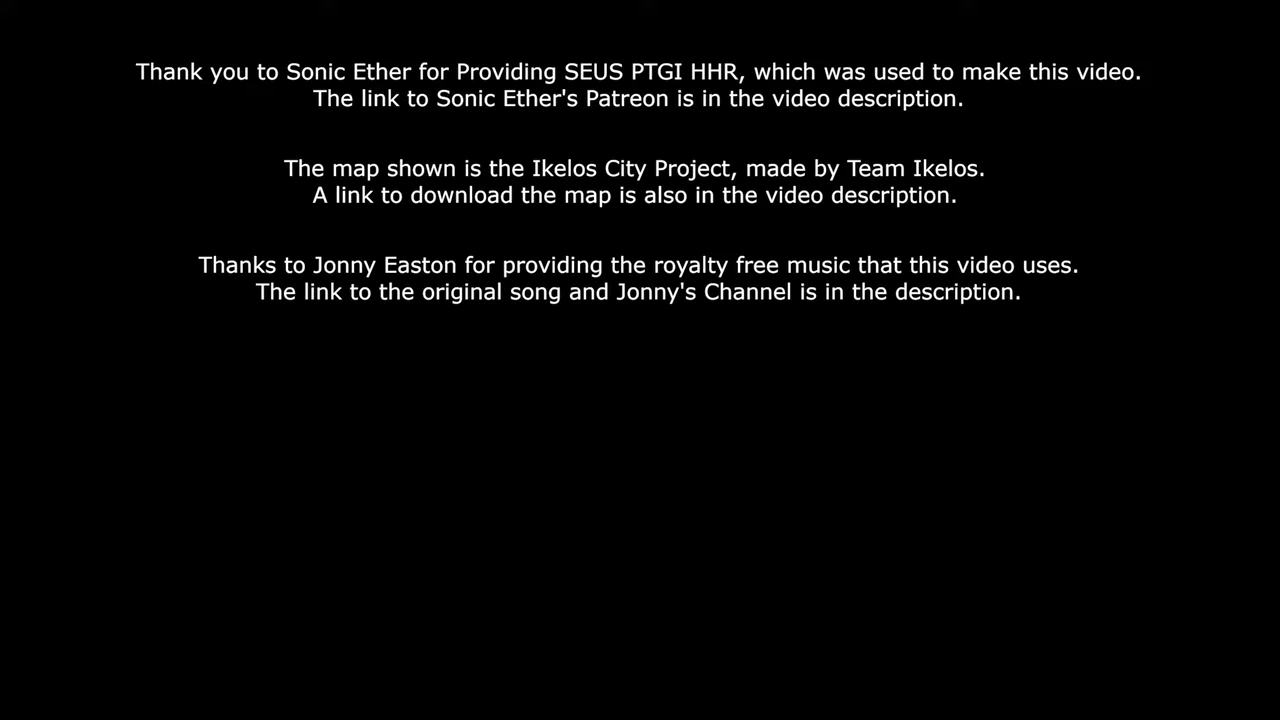 Thank you to Sonic Ether for Providing SEUS PTGI HHR, which was used to make this video.
The link to Sonic Ether's Patreon is in the video description.
The map shown is the Ikelos City Project, made by Team Ikelos.
A link to download the map is also in the video description.
Thanks to Jonny Easton for providing the royalty free music that this video uses.
The link to the original song and Jonny's Channel is in the description.